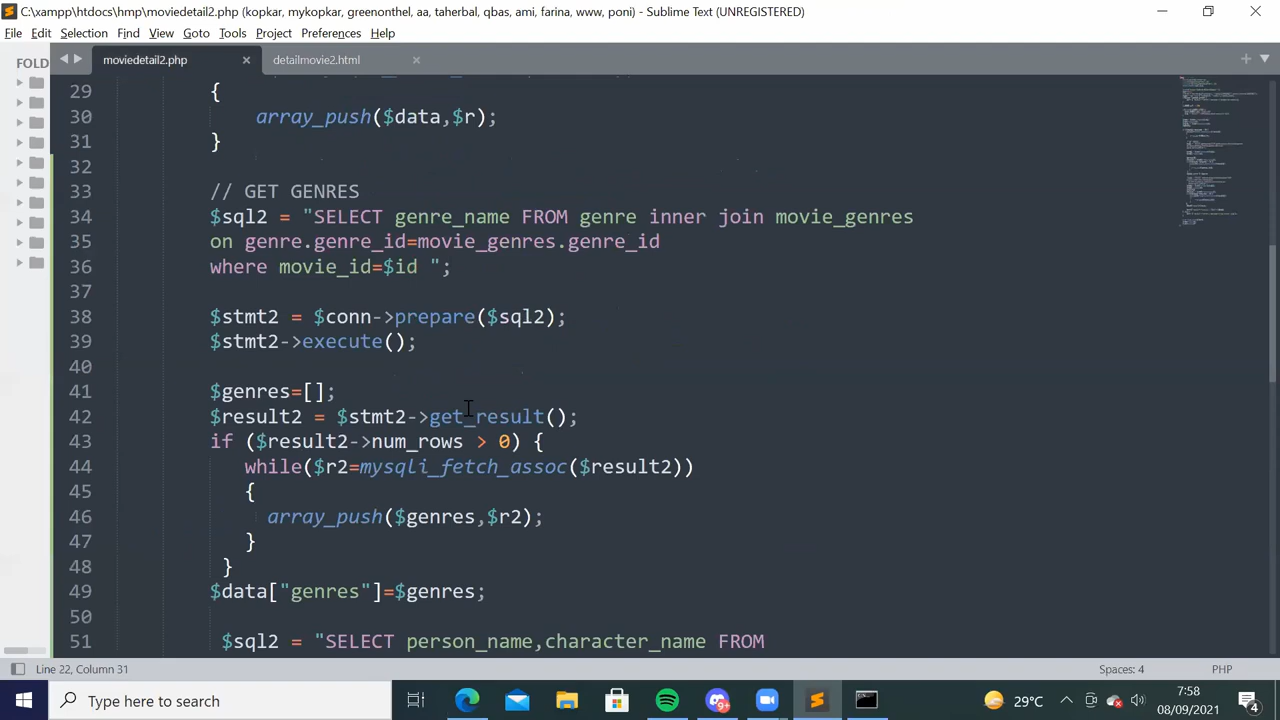 C:\xampp\htdocs\hmp\moviedetail2.php (kopkar, mykopkar, greenonthel, aa, taherbal, qbas, ami, farina, www, poni) - Sublime Text (UNREGISTERED)
File Edit Selection Find View Goto Tools Project Preferences Help
FOLD
moviedetail2.php
detailmovie2.html
29 {
30 array_push($data,$r);
31 }
32
33 // GET GENRES
34 $sql2 = "SELECT genre_name FROM genre inner join movie_genres
35 on genre.genre_id=movie_genres.genre_id
36 where movie_id=$id ";
37
38 $stmt2 = $conn->prepare($sql2);
39 $stmt2->execute();
40
41 $genres=[];
42 $result2 = $stmt2->get_result();
43 if ($result2->num_rows > 0) {
44 while($r2=mysqli_fetch_assoc($result2))
45 {
46 array_push($genres,$r2);
47 }
48 }
49 $data["genres"]=$genres;
50
51 $sql2 = "SELECT person_name,character_name FROM
Line 22, Column 31
Spaces: 4
PHP
Type here to search
9+
29°C
7:58
08/09/2021
4